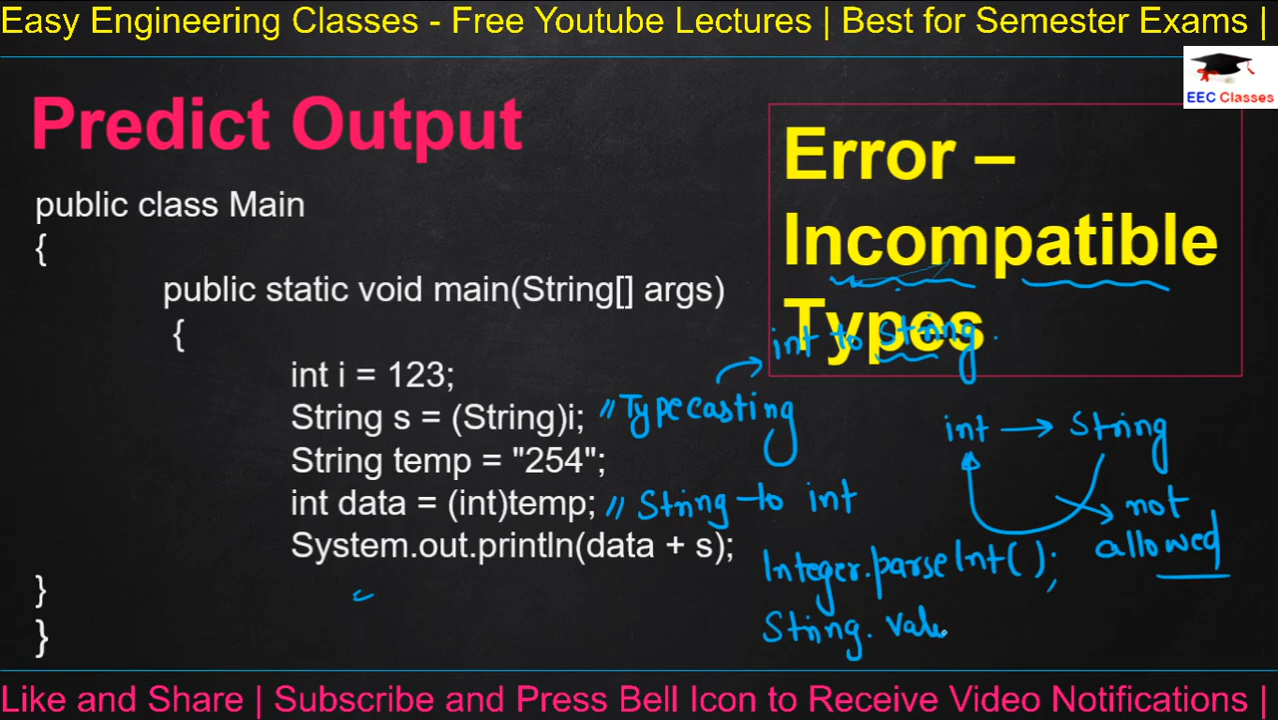 Easy Engineering Classes - Free Youtube Lectures | Best for Semester Exams |
EEC Classes
Predict Output
public class Main
{
public static void main(String[] args)
{
int i = 123;
String s = (String)i; // Typecasting
String temp = "254";
int data = (int)temp; // String to int
System.out.println(data + s);
}
}
Error –
Incompatible
Types
int to String.
int → String
not
allowed
Integer.parseInt();
String. value
Like and Share | Subscribe and Press Bell Icon to Receive Video Notifications |